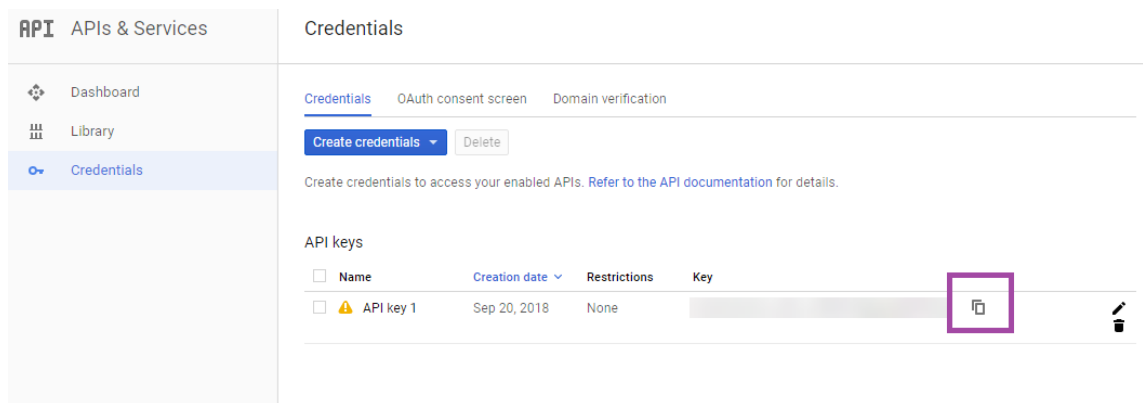 API APIs & Services
Credentials
Dashboard
Library
Credentials
Credentials OAuth consent screen Domain verification
Create credentials Delete
Create credentials to access your enabled APIs. Refer to the API documentation for details.
API keys
Name Creation date Restrictions Key
API key 1 Sep 20, 2018 None